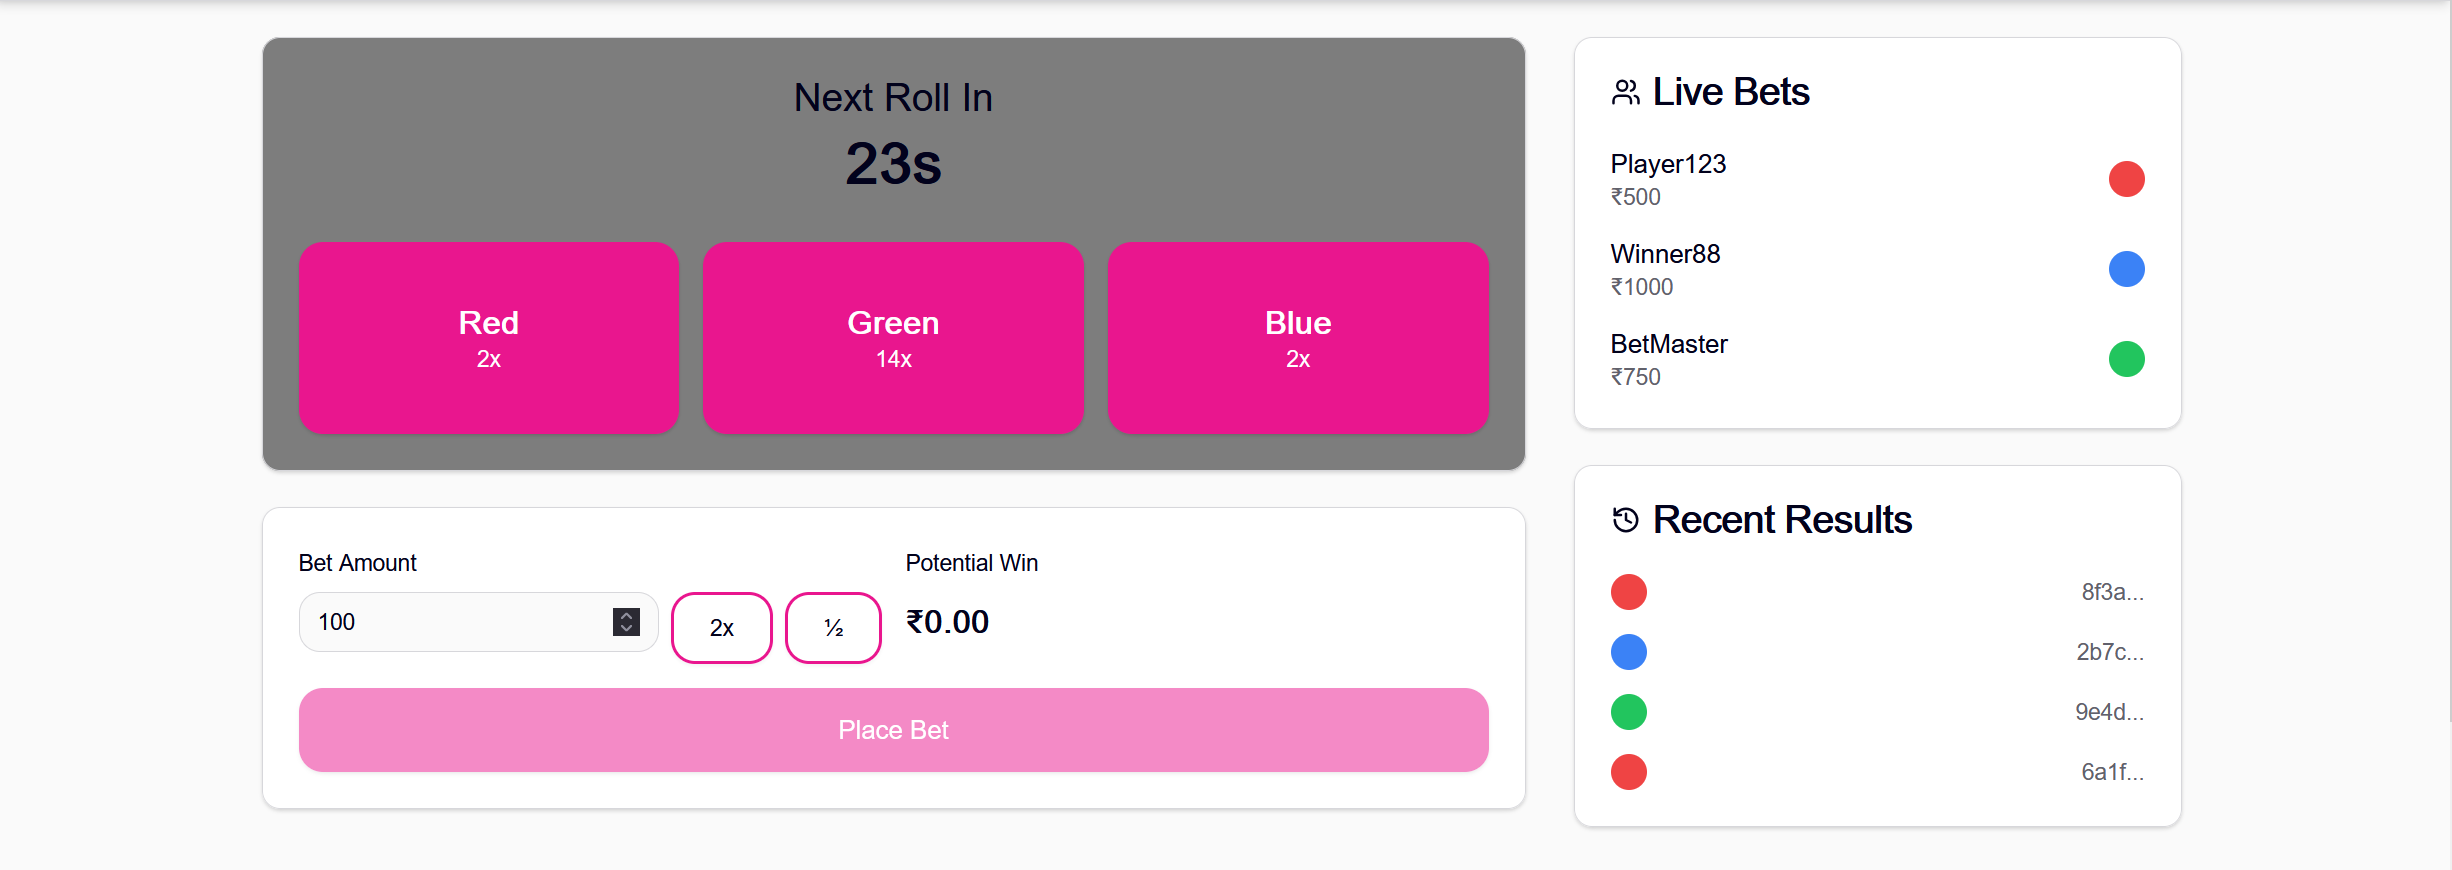 Next Roll In
23s
Red
2x
Green
14x
Blue
2x
Bet Amount
100
2x
½
Potential Win
₹0.00
Place Bet
Live Bets
Player123
₹500
Winner88
₹1000
BetMaster
₹750
Recent Results
8f3a...
2b7c...
9e4d...
6a1f...